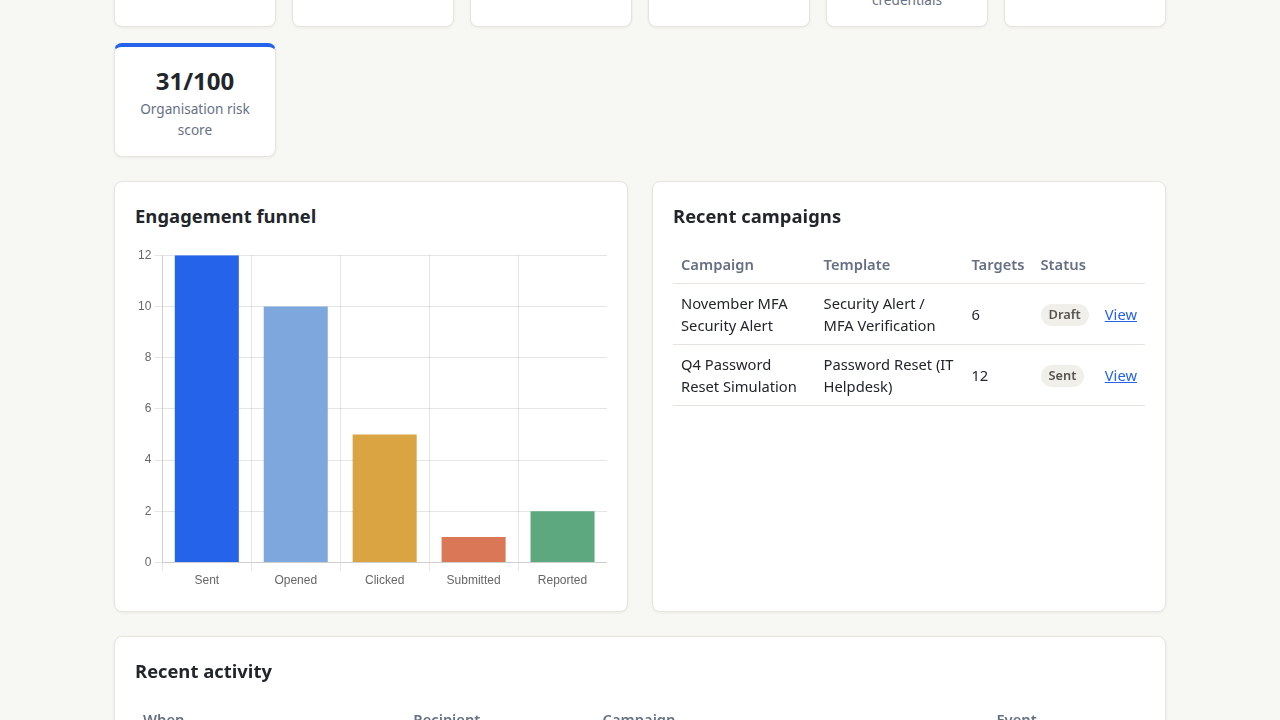 credentials
31/100
Organisation risk
score
Engagement funnel
12
10
8
6
4
2
0
Sent
Opened
Clicked
Submitted
Reported
Recent campaigns
Campaign Template Targets Status
November MFA
Security Alert
Security Alert /
MFA Verification
6
Draft
View
Q4 Password
Reset Simulation
Password Reset (IT
Helpdesk)
12
Sent
View
Recent activity
When Recipient Campaign Event